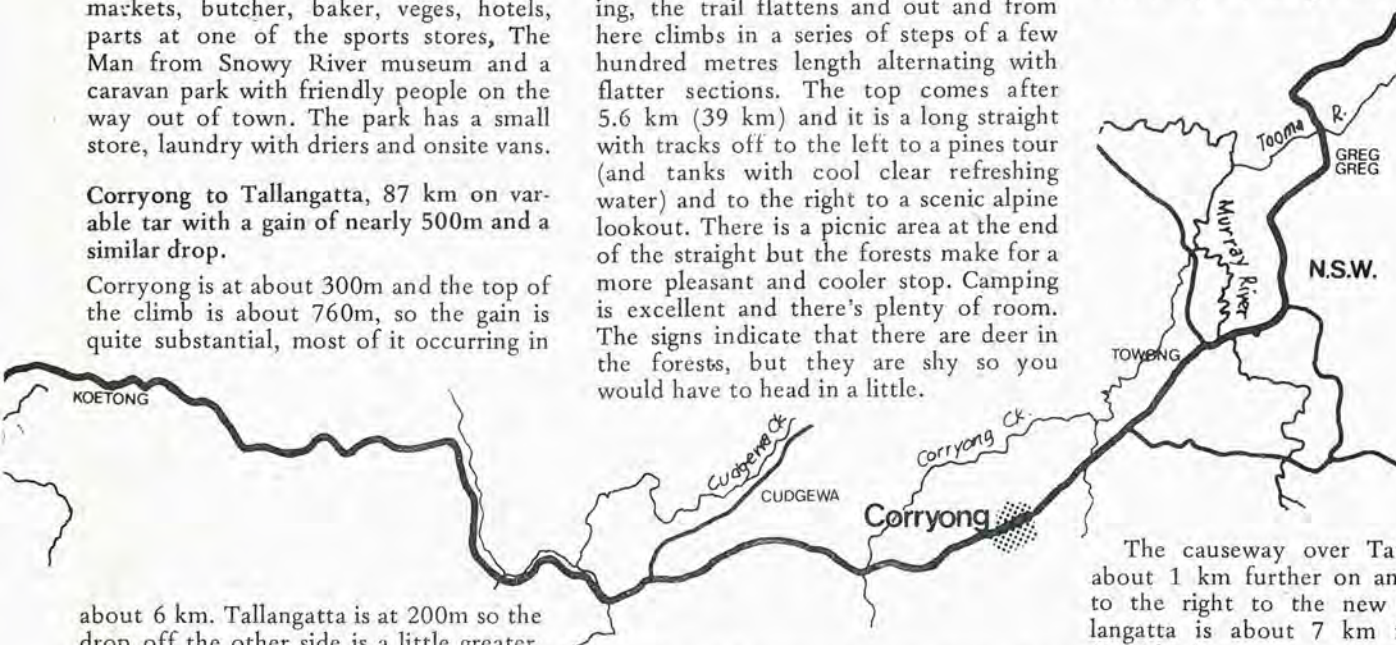 markets, butcher, baker, veges, hotels,
parts at one of the sports stores, The
Man from Snowy River museum and a
caravan park with friendly people on the
way out of town. The park has a small
store, laundry with driers and onsite vans.
Corryong to Tallangatta, 87 km on var-
able tar with a gain of nearly 500m and a
similar drop.
Corryong is at about 300m and the top of
the climb is about 760m, so the gain is
quite substantial, most of it occurring in
about 6 km. Tallangatta is at 200m so the
drop off the other side is a little greater
ing, the trail flattens and out and from
here climbs in a series of steps of a few
hundred metres length alternating with
flatter sections. The top comes after
5.6 km (39 km) and it is a long straight
with tracks off to the left to a pines tour
(and tanks with cool clear refreshing
water) and to the right to a scenic alpine
lookout. There is a picnic area at the end
of the straight but the forests make for a
more pleasant and cooler stop. Camping
is excellent and there's plenty of room.
The signs indicate that there are deer in
the forests, but they are shy so you
would have to head in a little.
The causeway over Ta
about 1 km further on an
to the right to the new
langatta is about 7 km
KOETONG
Cudgewa Ck
CUDGEWA
Corryong Ck.
Corryong
TOWONG
Murray River
Tooma R.
GREG
GREG
N.S.W.